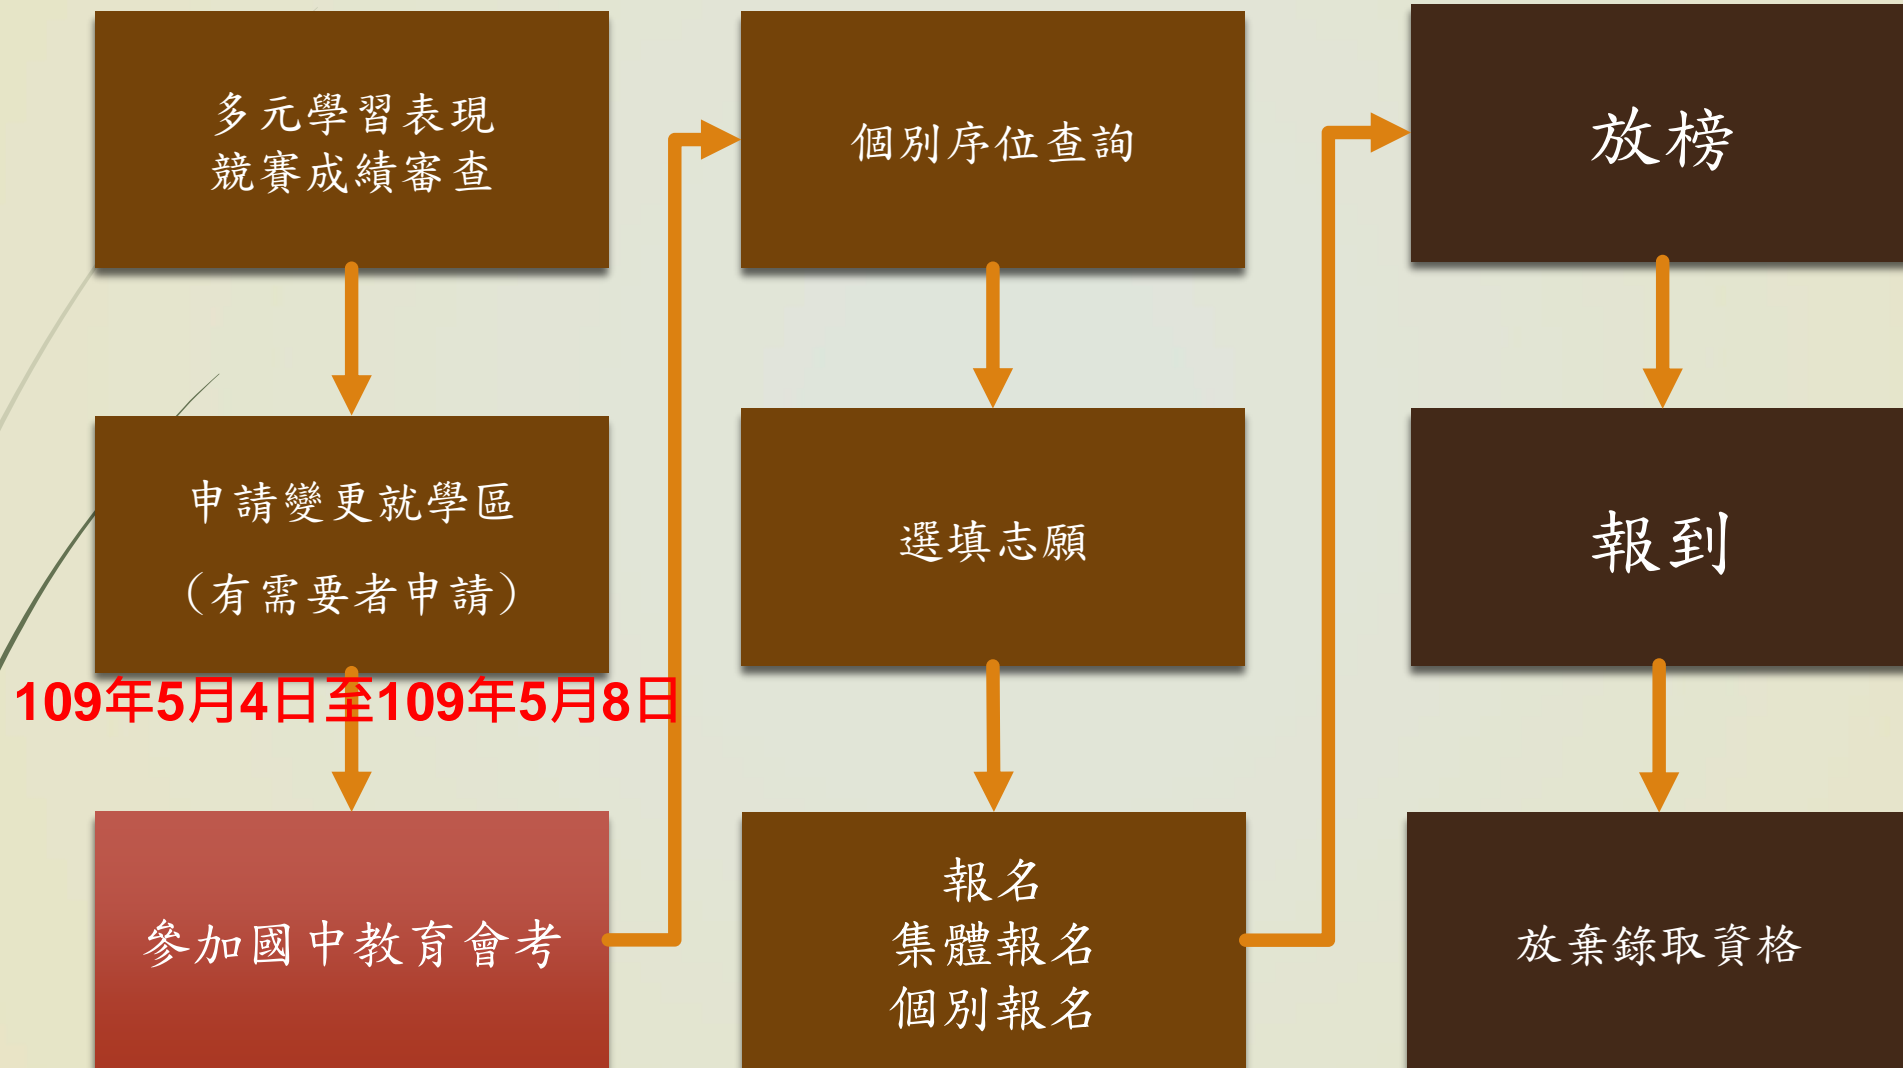 多元學習表現
競賽成績審查
申請變更就學區
（有需要者申請）
109年5月4日至109年5月8日
參加國中教育會考
個別序位查詢
選填志願
報名
集體報名
個別報名
放榜
報到
放棄錄取資格